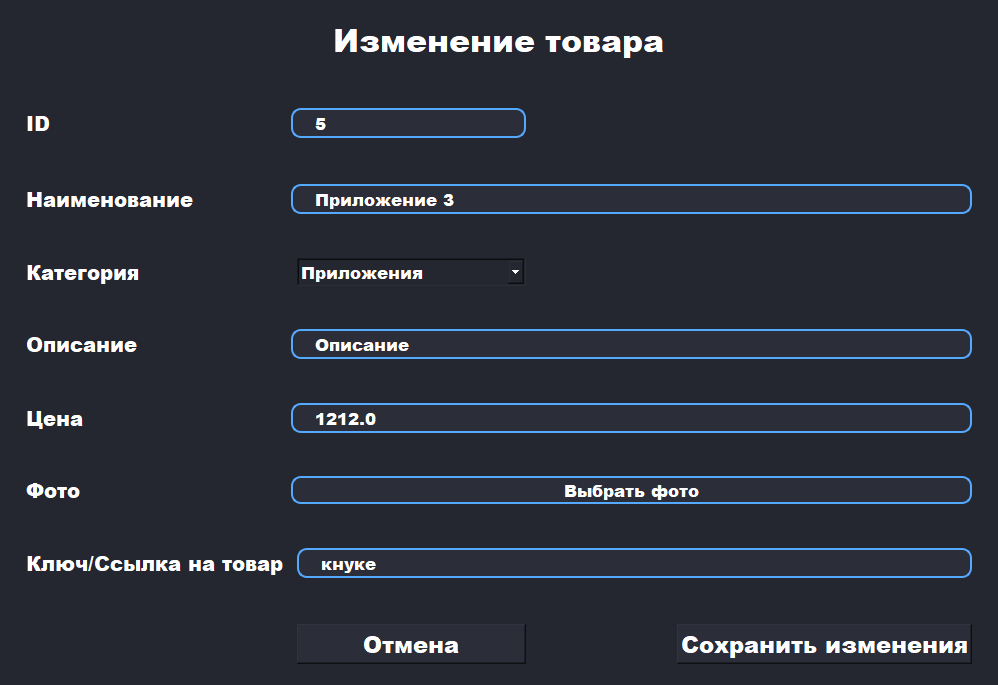 Изменение товара
ID 5
Наименование Приложение 3
Категория Приложения
Описание Описание
Цена 1212.0
Фото Выбрать фото
Ключ/Ссылка на товар кнуке
Отмена Сохранить изменения